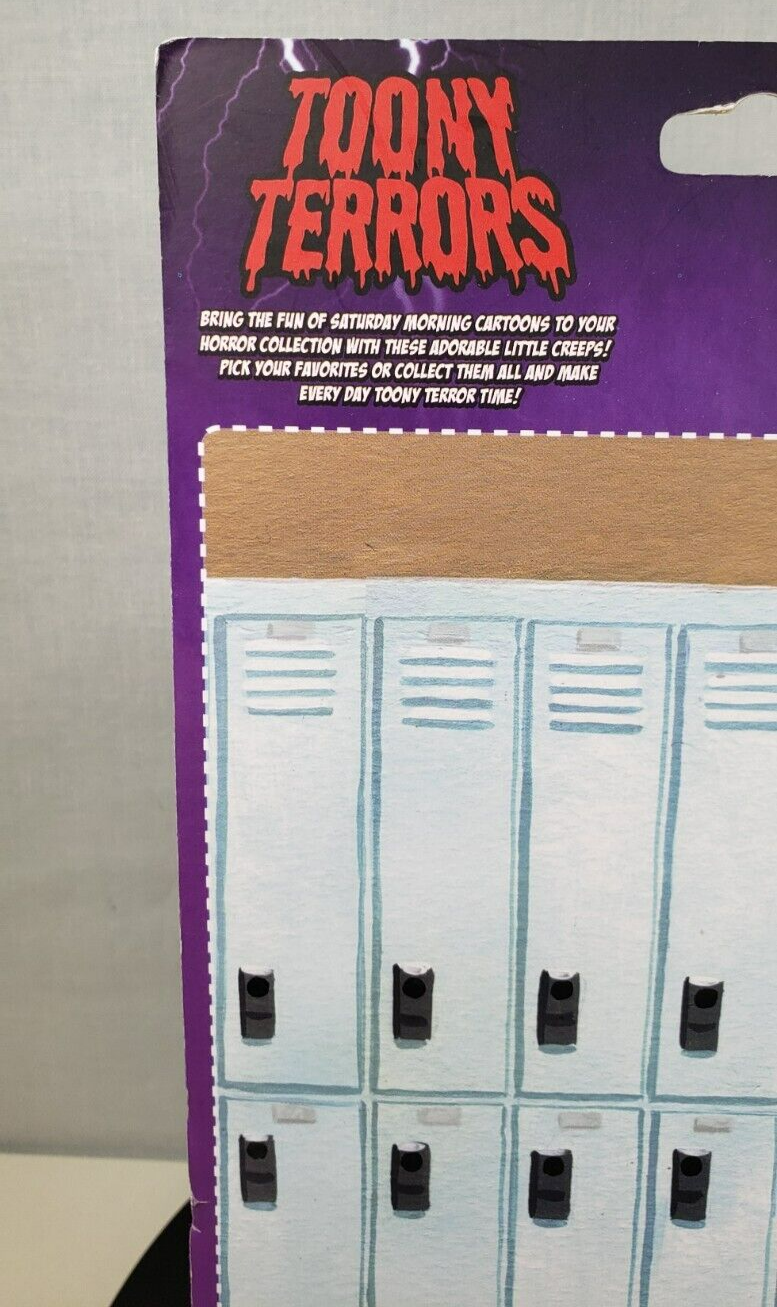 TOONY
TERRORS
BRING THE FUN OF SATURDAY MORNING CARTOONS TO YOUR
HORROR COLLECTION WITH THESE ADORABLE LITTLE CREEPS!
PICK YOUR FAVORITES OR COLLECT THEM ALL AND MAKE
EVERY DAY TOONY TERROR TIME!